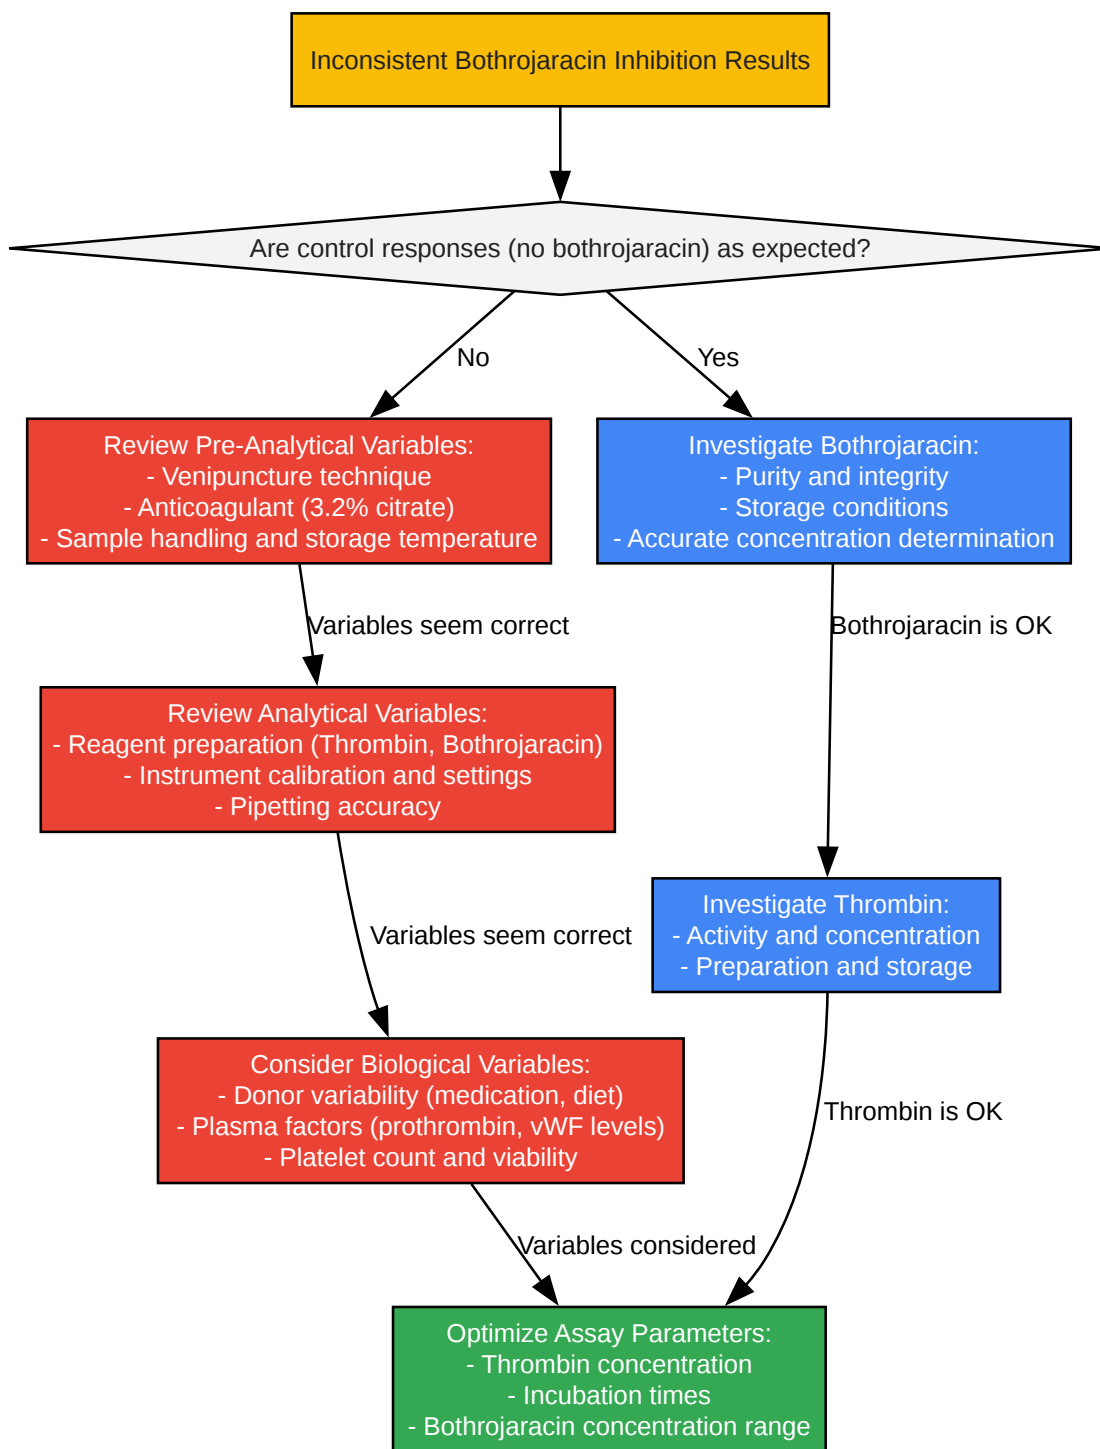 Inconsistent Bothrojaracin Inhibition Results
Are control responses (no bothrojaracin) as expected?
No
Yes
Review Pre-Analytical Variables:
- Venipuncture technique
- Anticoagulant (3.2% citrate)
- Sample handling and storage temperature
Investigate Bothrojaracin:
- Purity and integrity
- Storage conditions
- Accurate concentration determination
Variables seem correct
Bothrojaracin is OK
Review Analytical Variables:
- Reagent preparation (Thrombin, Bothrojaracin)
- Instrument calibration and settings
- Pipetting accuracy
Investigate Thrombin:
- Activity and concentration
- Preparation and storage
Variables seem correct
Consider Biological Variables:
- Donor variability (medication, diet)
- Plasma factors (prothrombin, vWF levels)
- Platelet count and viability
Thrombin is OK
Variables considered
Optimize Assay Parameters:
- Thrombin concentration
- Incubation times
- Bothrojaracin concentration range